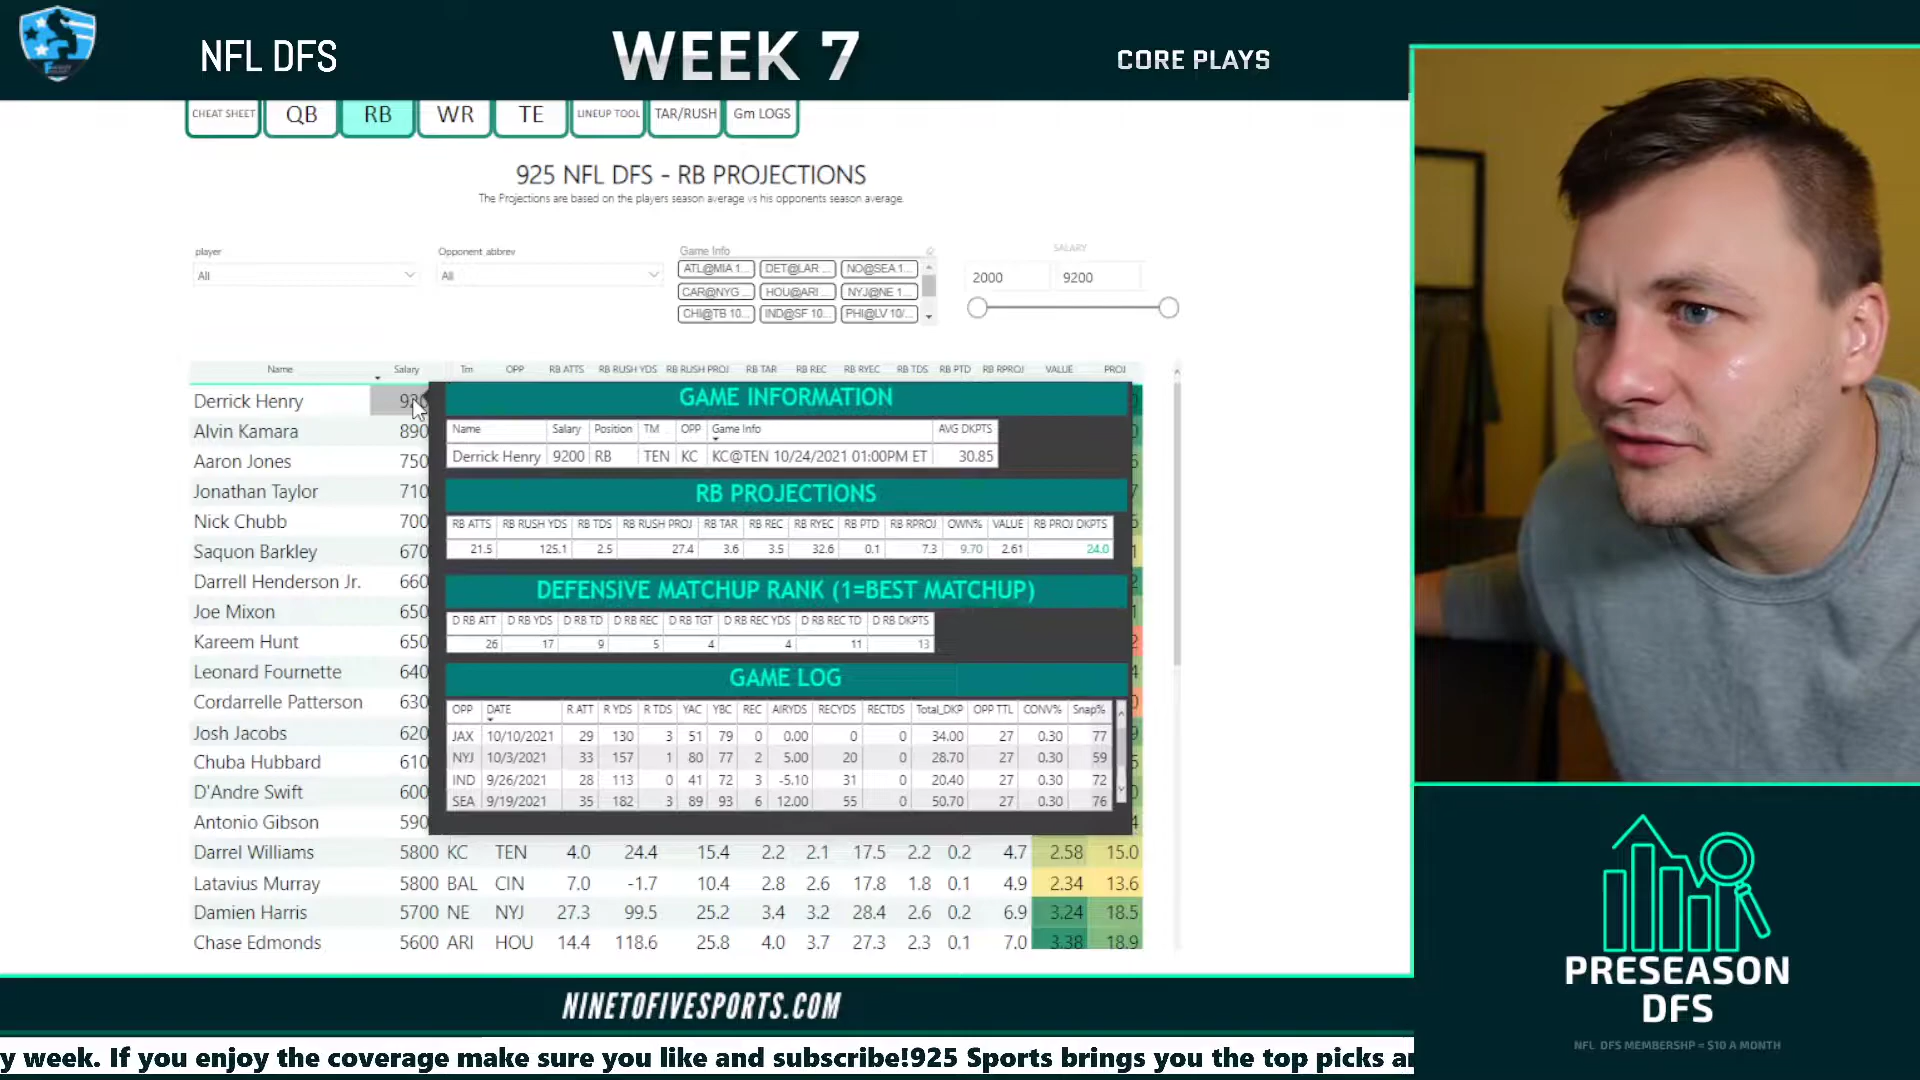 NFL DFS
WEEK 7
CORE PLAYS
CHEAT SHEET QB RB WR TE LINEUP TOOL TAR/RUSH Gm LOGS
925 NFL DFS - RB PROJECTIONS
The Projections are based on the players season average vs his opponents season average.
player Opponent abbrev Game Info SALARY
All All
ATL@MIA 1... DET@LAR ... NO@SEA 1...
2000 9200
CAR@NYG ... HOU@ARI ... NYJ@NE 1...
CHI@TB 10... IND@SF 10... PHI@LV 10/...
Name Salary Tm OPP RB ATTS RB RUSH YDS RB RUSH PROJ RB TAR RB REC RB RYEC RB TDS RB PTD RB RPROJ VALUE PROJ
Derrick Henry
Alvin Kamara 890
Aaron Jones 750
Jonathan Taylor 710
Nick Chubb 700
Saquon Barkley 670
Darrell Henderson Jr. 660
Joe Mixon 650
Kareem Hunt 650
Leonard Fournette 640
Cordarrelle Patterson 630
Josh Jacobs 620
Chuba Hubbard 610
D'Andre Swift 600
Antonio Gibson 590
GAME INFORMATION
Name Salary Position TM OPP Game Info AVG DKPTS
Derrick Henry 9200 RB TEN KC KC@TEN 10/24/2021 01:00PM ET 30.85
RB PROJECTIONS
RB ATTS RB RUSH YDS RB TDS RB RUSH PROJ RB TAR RB REC RB RYEC RB PTD RB RPROJ OWN% VALUE RB PROJ DKPTS
21.5 125.1 2.5 27.4 3.6 3.5 32.6 0.1 7.3 9.70 2.61 24.0
DEFENSIVE MATCHUP RANK (1=BEST MATCHUP)
D RB ATT D RB YDS D RB TD D RB REC D RB TGT D RB REC YDS D RB REC TD D RB DKPTS
26 17 9 5 4 4 11 13
GAME LOG
OPP DATE R ATT R YDS R TDS YAC YBC REC AIRYDS RECYDS RECTDS Total_DKP OPP TTL CONV% Snap%
JAX 10/10/2021 29 130 3 51 79 0 0.00 0 0 34.00 27 0.30 77
NYJ 10/3/2021 33 157 1 80 77 2 5.00 20 0 28.70 27 0.30 59
IND 9/26/2021 28 113 0 41 72 3 -5.10 31 0 20.40 27 0.30 72
SEA 9/19/2021 35 182 3 89 93 6 12.00 55 0 50.70 27 0.30 76
Darrel Williams 5800 KC TEN 4.0 24.4 15.4 2.2 2.1 17.5 2.2 0.2 4.7 2.58 15.0
Latavius Murray 5800 BAL CIN 7.0 -1.7 10.4 2.8 2.6 17.8 1.8 0.1 4.9 2.34 13.6
Damien Harris 5700 NE NYJ 27.3 99.5 25.2 3.4 3.2 28.4 2.6 0.2 6.9 3.24 18.5
Chase Edmonds 5600 ARI HOU 14.4 118.6 25.8 4.0 3.7 27.3 2.3 0.1 7.0 3.38 18.9
NINETOFIVESPORTS.COM
y week. If you enjoy the coverage make sure you like and subscribe!925 Sports brings you the top picks a
PRESEASON
DFS
NFL DFS MEMBERSHP = $10 A MONTH